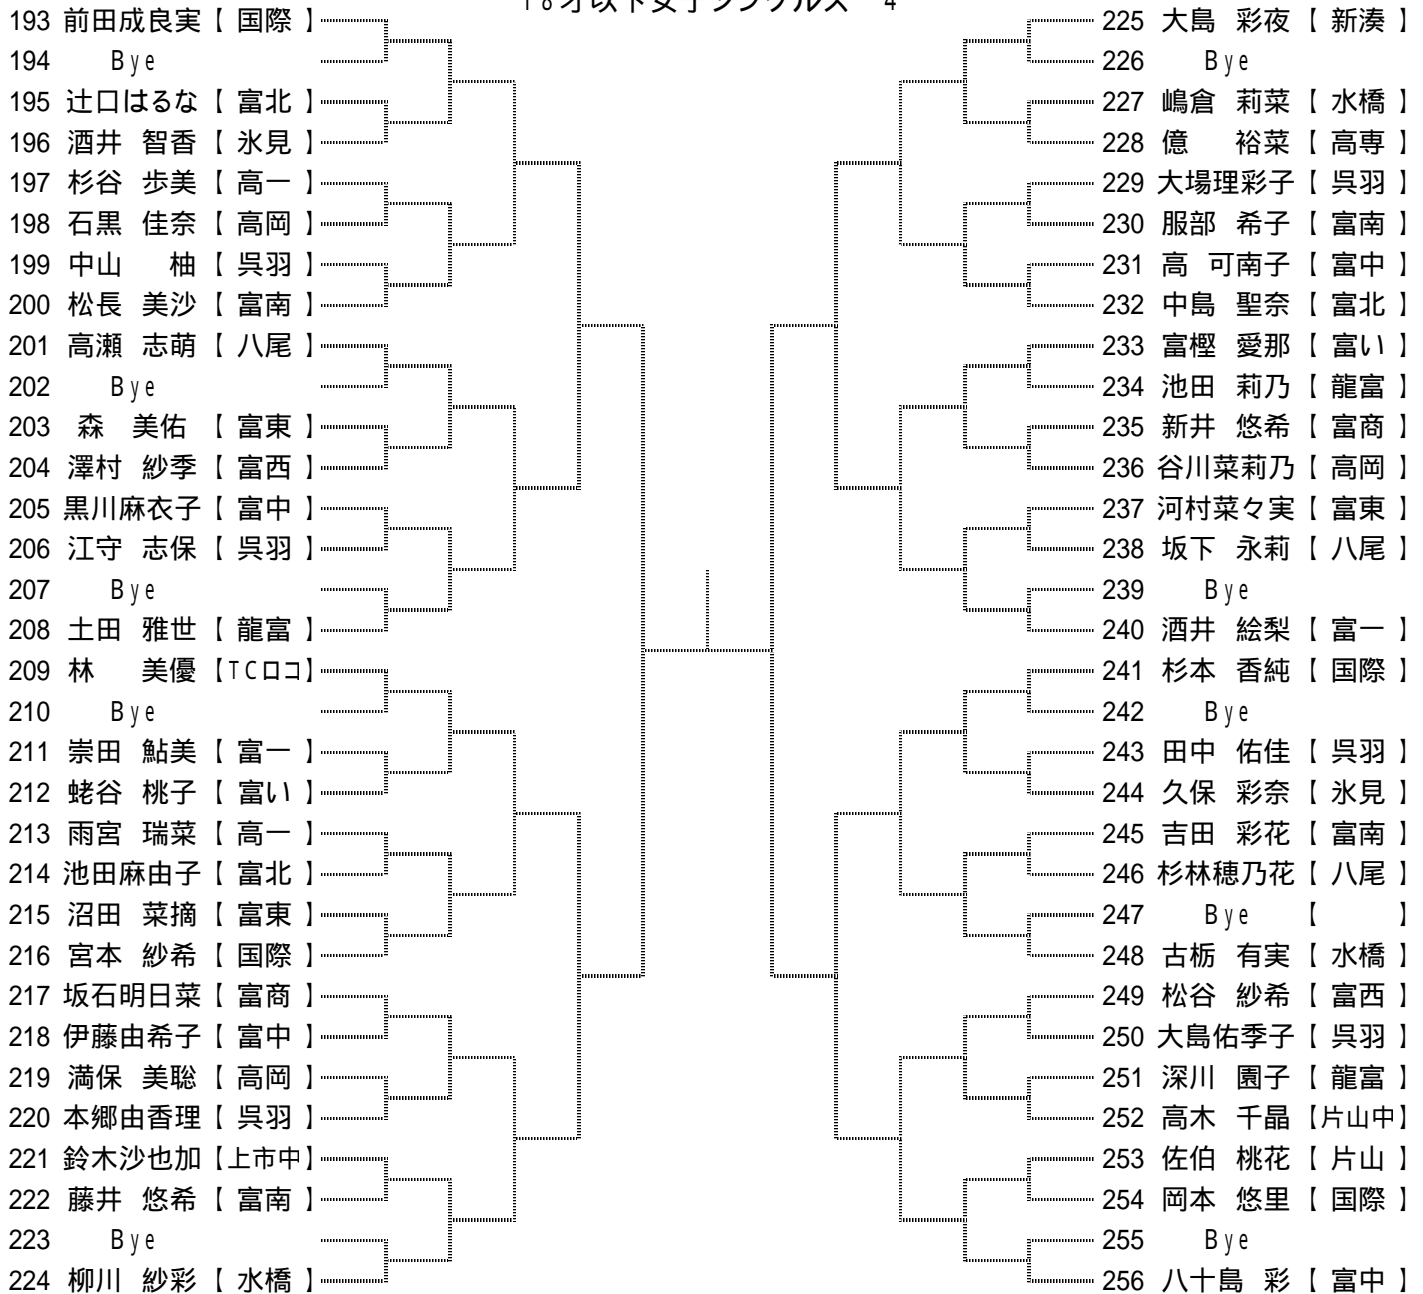 18才以下女子シングルス 4
193 前田成良実【 国際 】
194 Bye
195 辻口はるな【 富北 】
196 酒井 智香【 氷見 】
197 杉谷 歩美【 高一 】
198 石黒 佳奈【 高岡 】
199 中山 柚【 呉羽 】
200 松長 美沙【 富南 】
201 高瀬 志萌【 八尾 】
202 Bye
203 森 美佑【 富東 】
204 澤村 紗季【 富西 】
205 黒川麻衣子【 富中 】
206 江守 志保【 呉羽 】
207 Bye
208 土田 雅世【 龍富 】
209 林 美優【TCロコ】
210 Bye
211 崇田 鮎美【 富一 】
212 蛯谷 桃子【 富い 】
213 雨宮 瑞菜【 高一 】
214 池田麻由子【 富北 】
215 沼田 菜摘【 富東 】
216 宮本 紗希【 国際 】
217 坂石明日菜【 富商 】
218 伊藤由希子【 富中 】
219 満保 美聡【 高岡 】
220 本郷由香理【 呉羽 】
221 鈴木沙也加【上市中】
222 藤井 悠希【 富南 】
223 Bye
224 柳川 紗彩【 水橋 】
225 大島 彩夜【 新湊 】
226 Bye
227 嶋倉 莉菜【 水橋 】
228 億 裕菜【 高専 】
229 大場理彩子【 呉羽 】
230 服部 希子【 富南 】
231 高 可南子【 富中 】
232 中島 聖奈【 富北 】
233 富樫 愛那【 富い 】
234 池田 莉乃【 龍富 】
235 新井 悠希【 富商 】
236 谷川菜莉乃【 高岡 】
237 河村菜々実【 富東 】
238 坂下 永莉【 八尾 】
239 Bye
240 酒井 絵梨【 富一 】
241 杉本 香純【 国際 】
242 Bye
243 田中 佑佳【 呉羽 】
244 久保 彩奈【 氷見 】
245 吉田 彩花【 富南 】
246 杉林穂乃花【 八尾 】
247 Bye 【 】
248 古栃 有実【 水橋 】
249 松谷 紗希【 富西 】
250 大島佑季子【 呉羽 】
251 深川 園子【 龍富 】
252 高木 千晶【片山中】
253 佐伯 桃花【 片山 】
254 岡本 悠里【 国際 】
255 Bye
256 八十島 彩【 富中 】